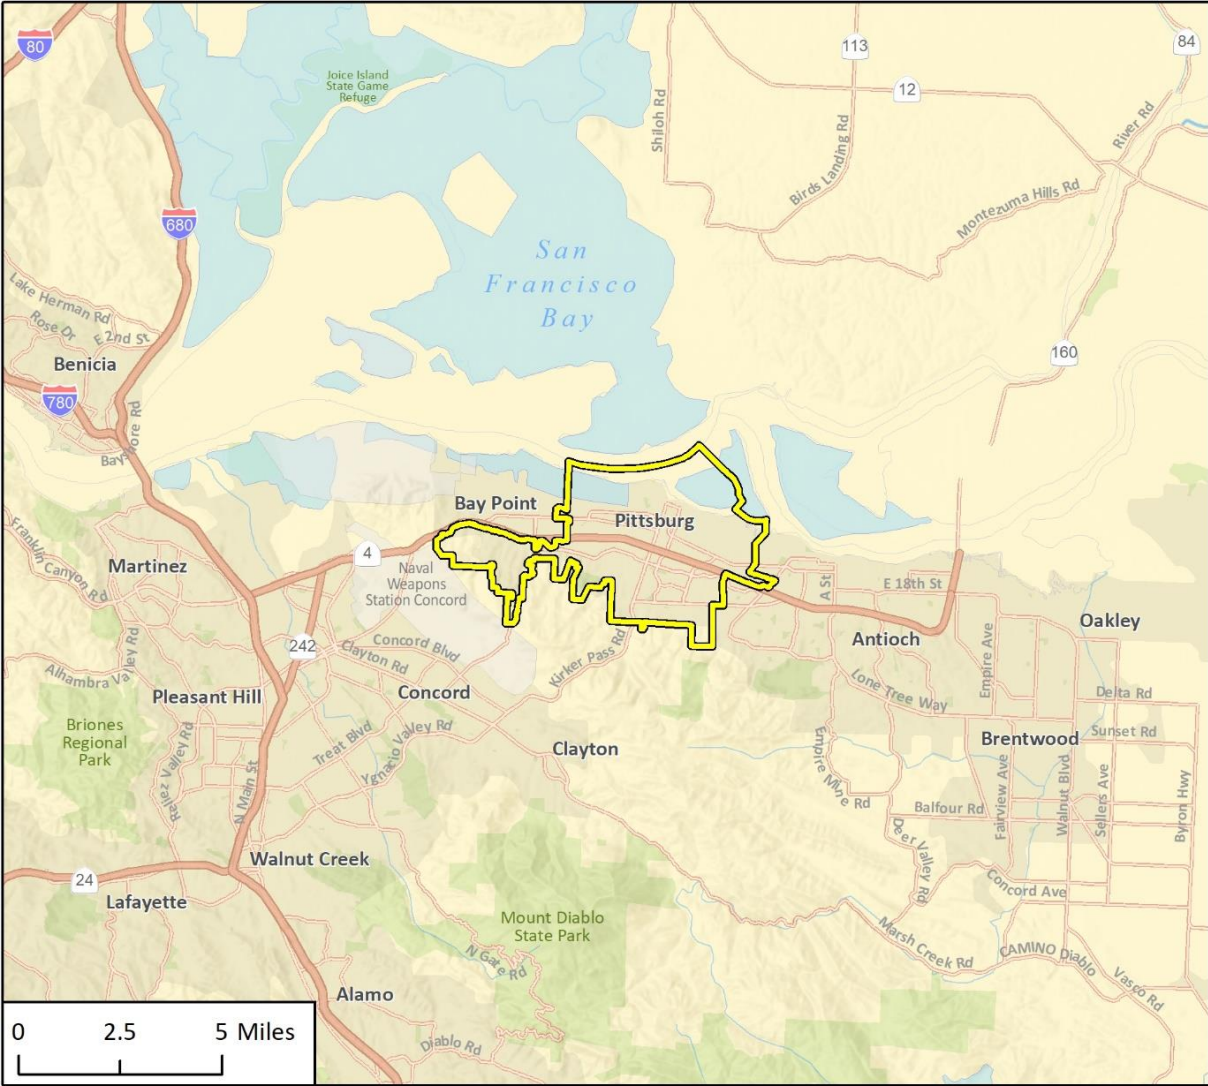 80
113
84
Joice Island
State Game
Refuge
12
Shiloh Rd
River Rd
Birds Landing Rd
Montezuma Hills Rd
680
San
Francisco
Bay
Lake Herman Rd
Rose Dr
E 2nd St
160
Benicia
780
Bayshore Rd
Bay Point
Pittsburg
Franklin Canyon Rd
Martinez
4
Naval
Weapons
Station Concord
A St
E 18th St
Oakley
Antioch
242
Concord Blvd
Clayton Rd
Kirker Pass Rd
Empire Ave
Alhambra Valley Rd
Pleasant Hill
Concord
Lone Tree Way
Delta Rd
Briones
Regional
Park
Reliez Valley Rd
Treat Blvd
Ygnacio Valley Rd
Clayton
Brentwood
Sunset Rd
N Main St
Empire Mine Rd
Balfour Rd
Fairview Ave
Walnut Blvd
Sellers Ave
Byron Hwy
Walnut Creek
Deer Valley Rd
24
Lafayette
Concord Ave
Mount Diablo
State Park
N Gate Rd
Marsh Creek Rd
CAMINO Diablo
Vasco Rd
Alamo
Diablo Rd
0 2.5 5 Miles